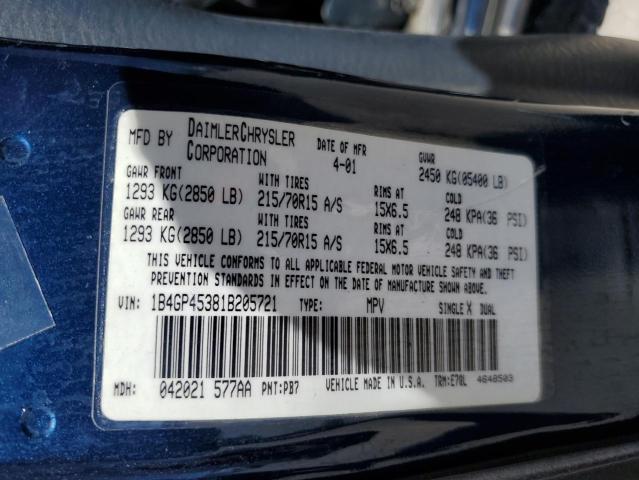 MFD BY DAIMLERCHRYSLER CORPORATION DATE OF MFR 4-01 GVWR 2450 KG(05400 LB)
GAWR FRONT WITH TIRES RIMS AT COLD
1293 KG(2850 LB) 215/70R15 A/S 15X6.5 248 KPA(36 PSI)
GAWR REAR WITH TIRES RIMS AT COLD
1293 KG(2850 LB) 215/70R15 A/S 15X6.5 248 KPA(36 PSI)
THIS VEHICLE CONFORMS TO ALL APPLICABLE FEDERAL MOTOR VEHICLE SAFETY AND THEFT
PREVENTION STANDARDS IN EFFECT ON THE DATE OF MANUFACTURE SHOWN ABOVE.
VIN: 1B4GP45381B205721 TYPE: MPV SINGLE X DUAL
MDH: 042021 577AA PNT:PB7 VEHICLE MADE IN U.S.A. TRM:E7DL 4648503